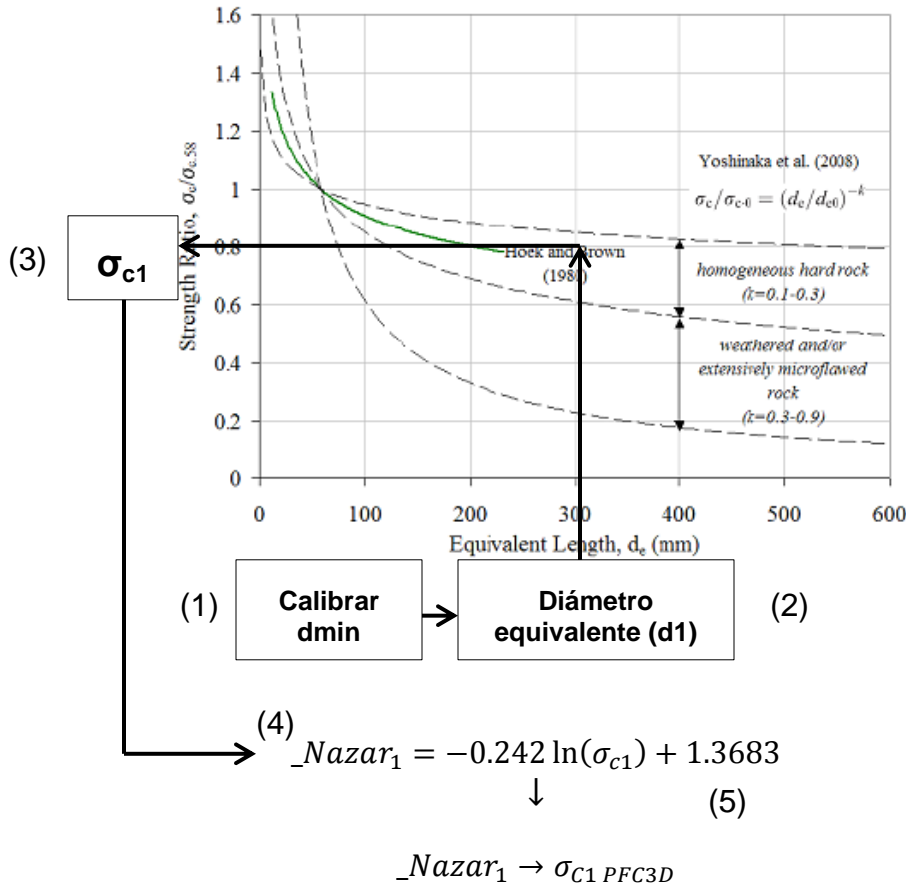 1.6
1.4
1.2
1
0.8
0.6
0.4
0.2
0
Strength Ratio, σc/σc.58
Yoshinaka et al. (2008)
σc/σc·0 = (de/de0)^−k
Hoek and Brown
(1980)
homogeneous hard rock
(k=0.1-0.3)
weathered and/or
extensively microflawed
rock
(k=0.3-0.9)
0 100 200 300 400 500 600
Equivalent Length, de (mm)
(3)
σc1
(1)
Calibrar
dmin
Diámetro
equivalente (d1)
(2)
(4)
_Nazar₁ = −0.242 ln(σc1) + 1.3683
↓
(5)
_Nazar₁ → σC1 PFC3D